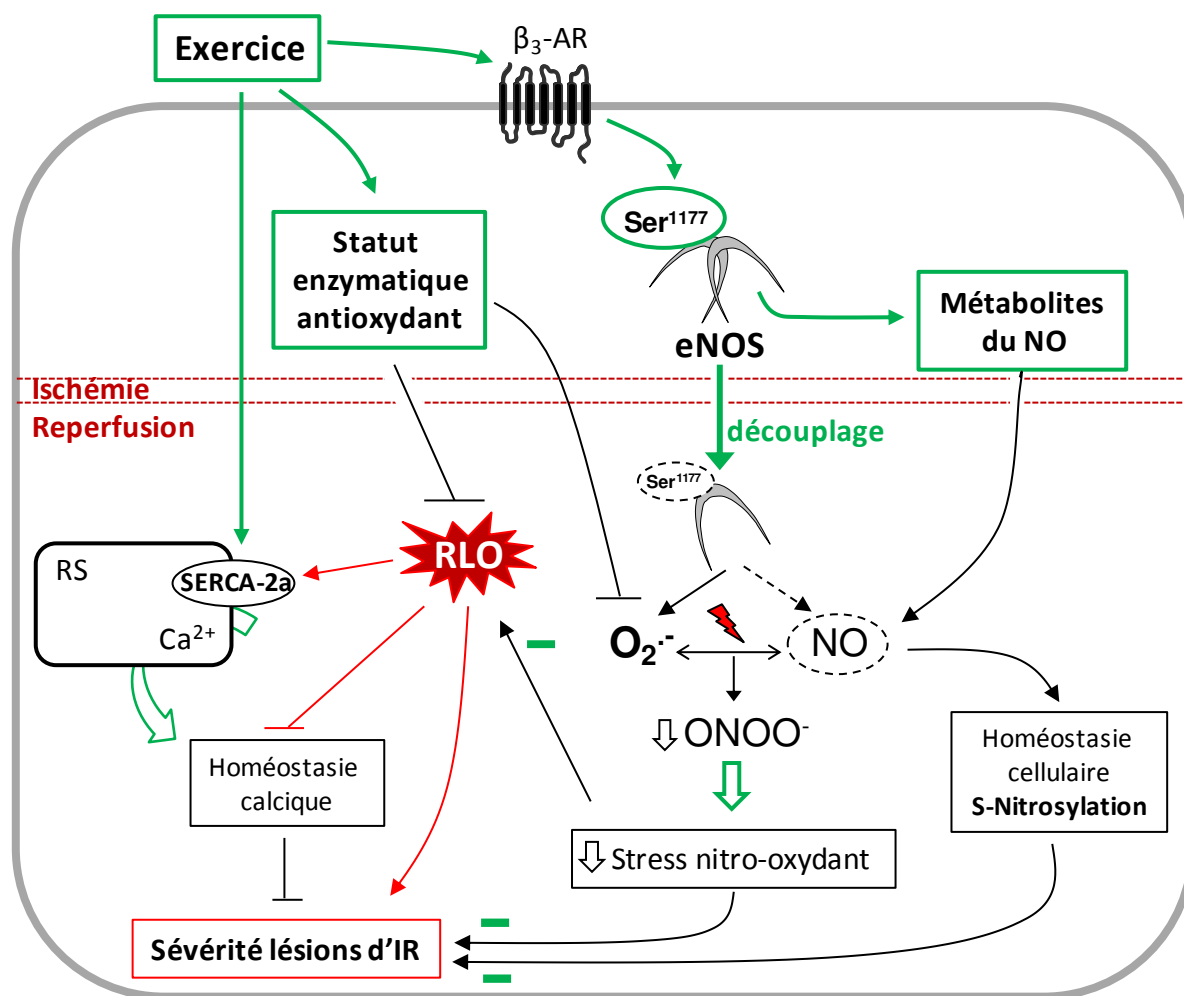 Exercice
β₃-AR
Ser¹¹⁷⁷
Statut
enzymatique
antioxydant
eNOS
Métabolites
du NO
Ischémie
Reperfusion
découplage
Ser¹¹⁷⁷
RLO
RS
SERCA-2a
Ca²⁺
O₂·⁻
NO
ONOO⁻
Homéostasie
calcique
Homéostasie
cellulaire
S-Nitrosylation
Stress nitro-oxydant
Sévérité lésions d'IR